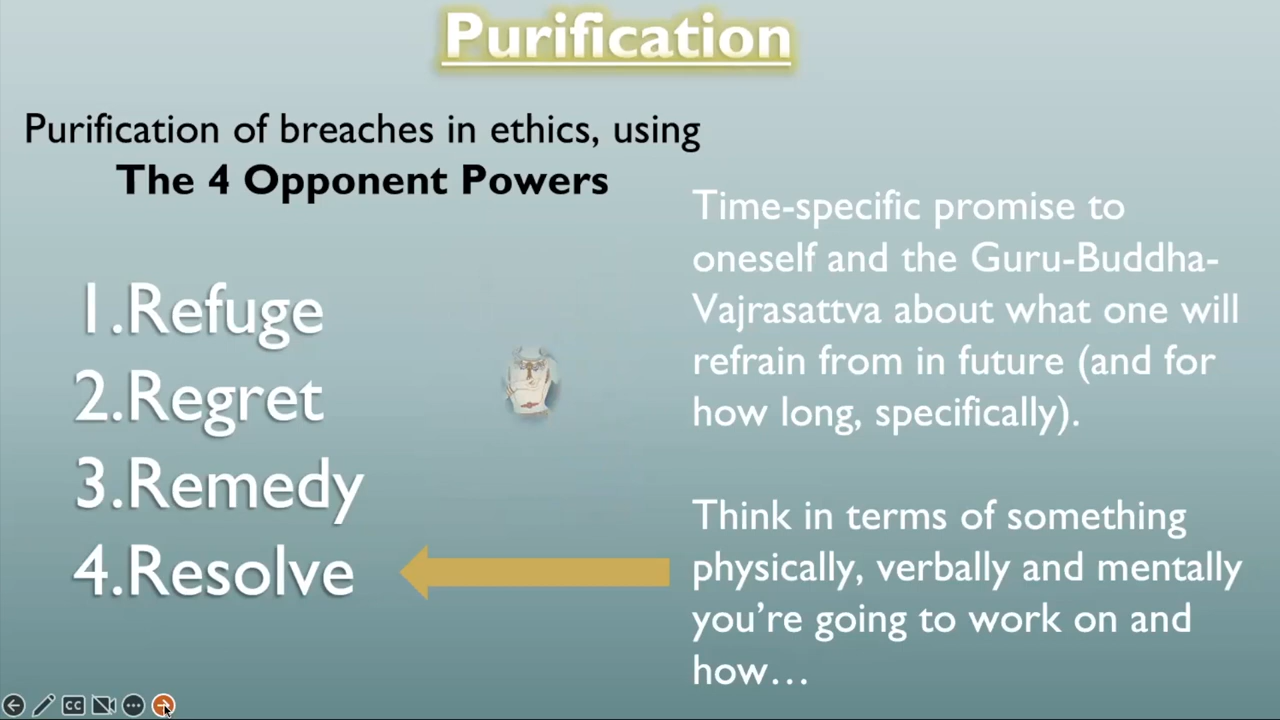 Purification
Purification of breaches in ethics, using
The 4 Opponent Powers
1.Refuge
2.Regret
3.Remedy
4.Resolve
Time-specific promise to
oneself and the Guru-Buddha-
Vajrasattva about what one will
refrain from in future (and for
how long, specifically).
Think in terms of something
physically, verbally and mentally
you’re going to work on and
how…
CC